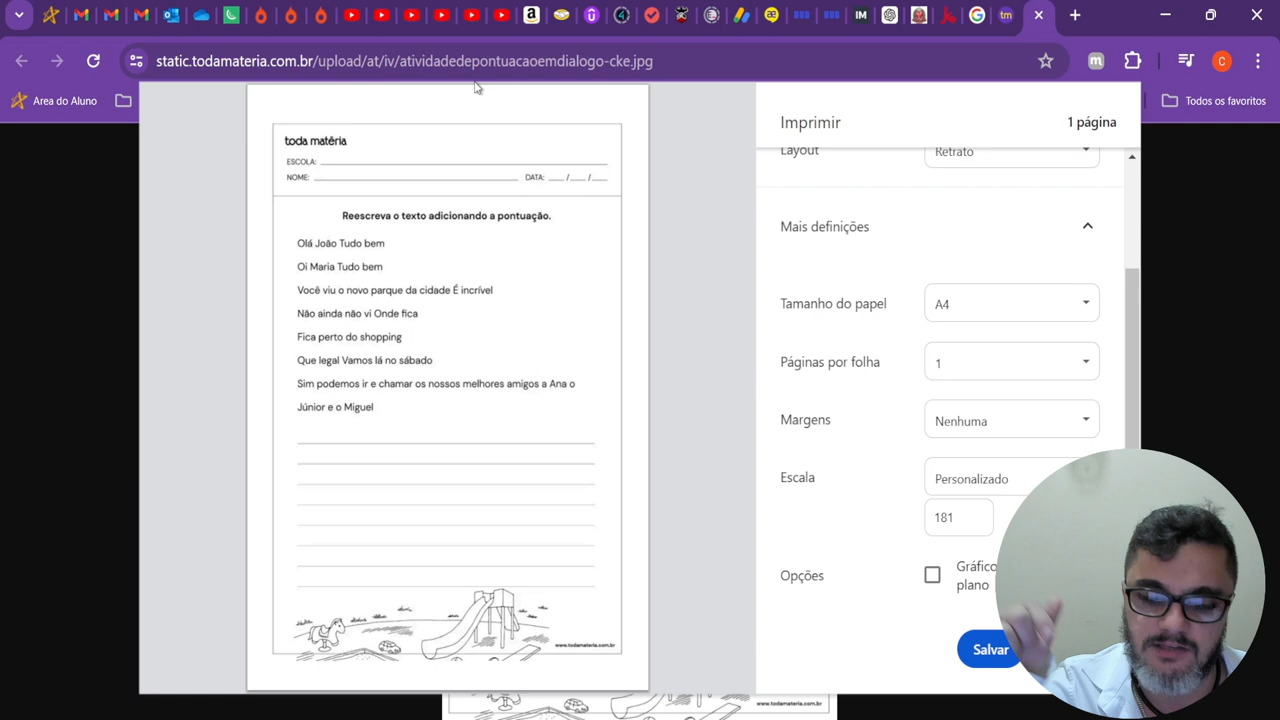 static.todamateria.com.br/upload/at/iv/atividadedepontuacaoemdialogo-cke.jpg
C
Area do Aluno
Todos os favoritos
toda matéria
ESCOLA:
NOME: DATA: / /
Reescreva o texto adicionando a pontuação.
Olá João Tudo bem
Oi Maria Tudo bem
Você viu o novo parque da cidade É incrível
Não ainda não vi Onde fica
Fica perto do shopping
Que legal Vamos lá no sábado
Sim podemos ir e chamar os nossos melhores amigos a Ana o
Júnior e o Miguel
www.todamateria.com.br
Imprimir 1 página
Layout Retrato
Mais definições
Tamanho do papel A4
Páginas por folha 1
Margens Nenhuma
Escala Personalizado
181
Opções Gráfico
plano
Salvar
www.todamateria.com.br